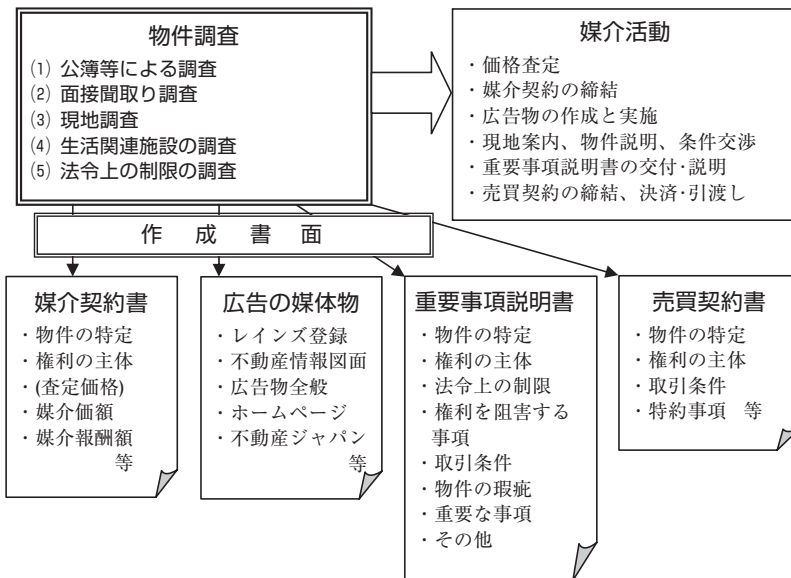 物件調査
(1) 公簿等による調査
(2) 面接聞取り調査
(3) 現地調査
(4) 生活関連施設の調査
(5) 法令上の制限の調査
媒介活動
・価格査定
・媒介契約の締結
・広告物の作成と実施
・現地案内、物件説明、条件交渉
・重要事項説明書の交付・説明
・売買契約の締結、決済・引渡し
作 成 書 面
媒介契約書
・物件の特定
・権利の主体
・(査定価格)
・媒介価額
・媒介報酬額
等
広告の媒体物
・レインズ登録
・不動産情報図面
・広告物全般
・ホームページ
・不動産ジャパン
等
重要事項説明書
・物件の特定
・権利の主体
・法令上の制限
・権利を阻害する
事項
・取引条件
・物件の瑕疵
・重要な事項
・その他
売買契約書
・物件の特定
・権利の主体
・取引条件
・特約事項 等